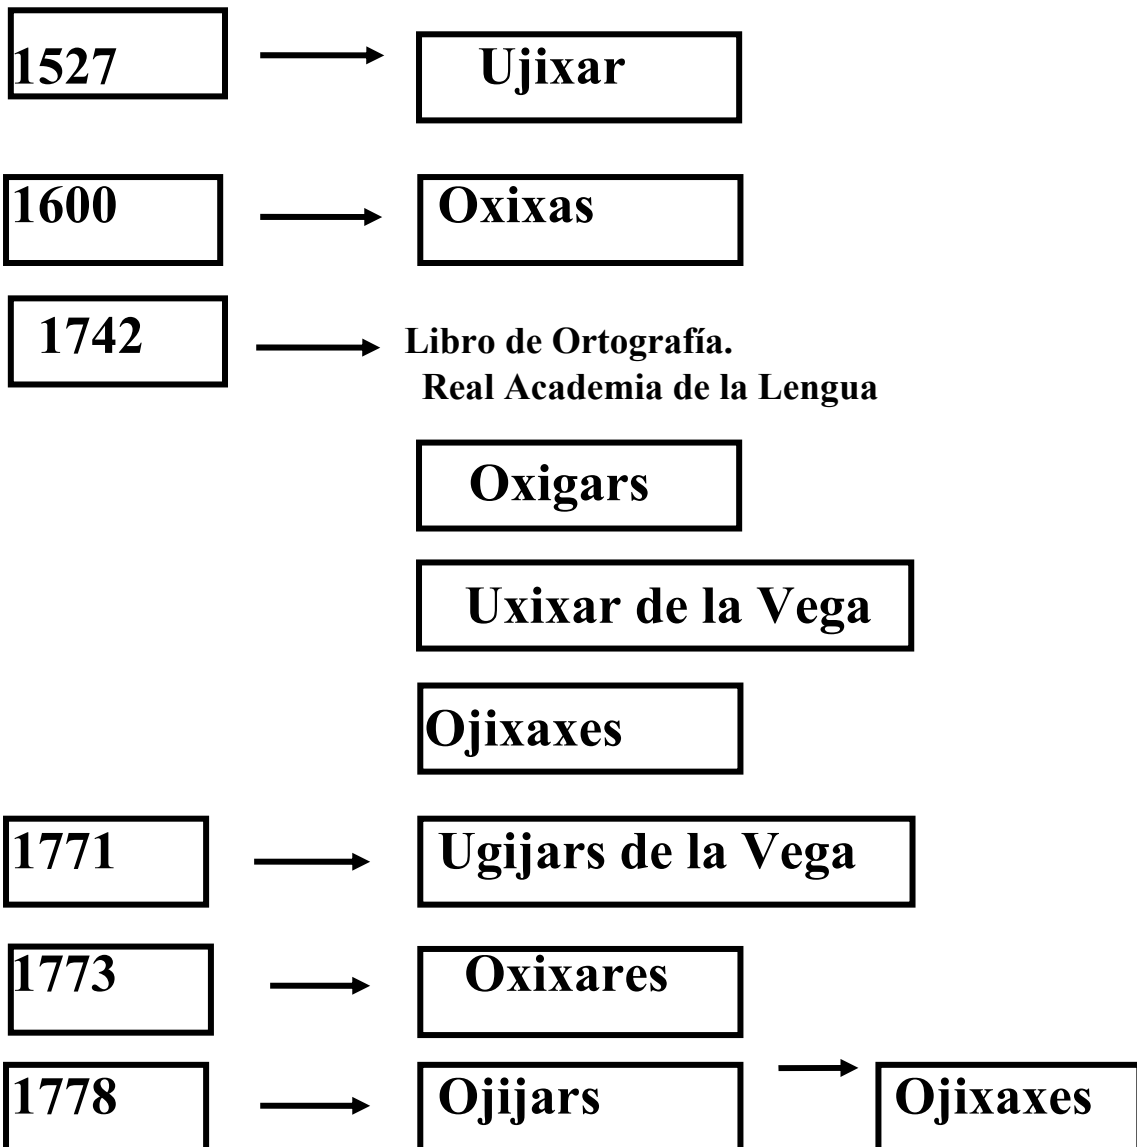 1527
Ujixar
1600
Oxixas
1742
Libro de Ortografía.
Real Academia de la Lengua
Oxigars
Uxixar de la Vega
Ojixaxes
1771
Ugijars de la Vega
1773
Oxixares
1778
Ojijars
Ojixaxes